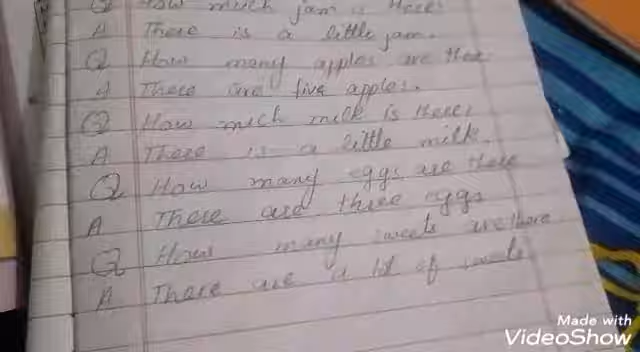 Q How much jam is there
A There is a little jam.
Q How many apples are there
A There are five apples.
Q How much milk is there
A There is a little milk.
Q How many eggs are there
A There are three eggs
Q How many sweets are there
A There are a lot of sweets
Made with
VideoShow